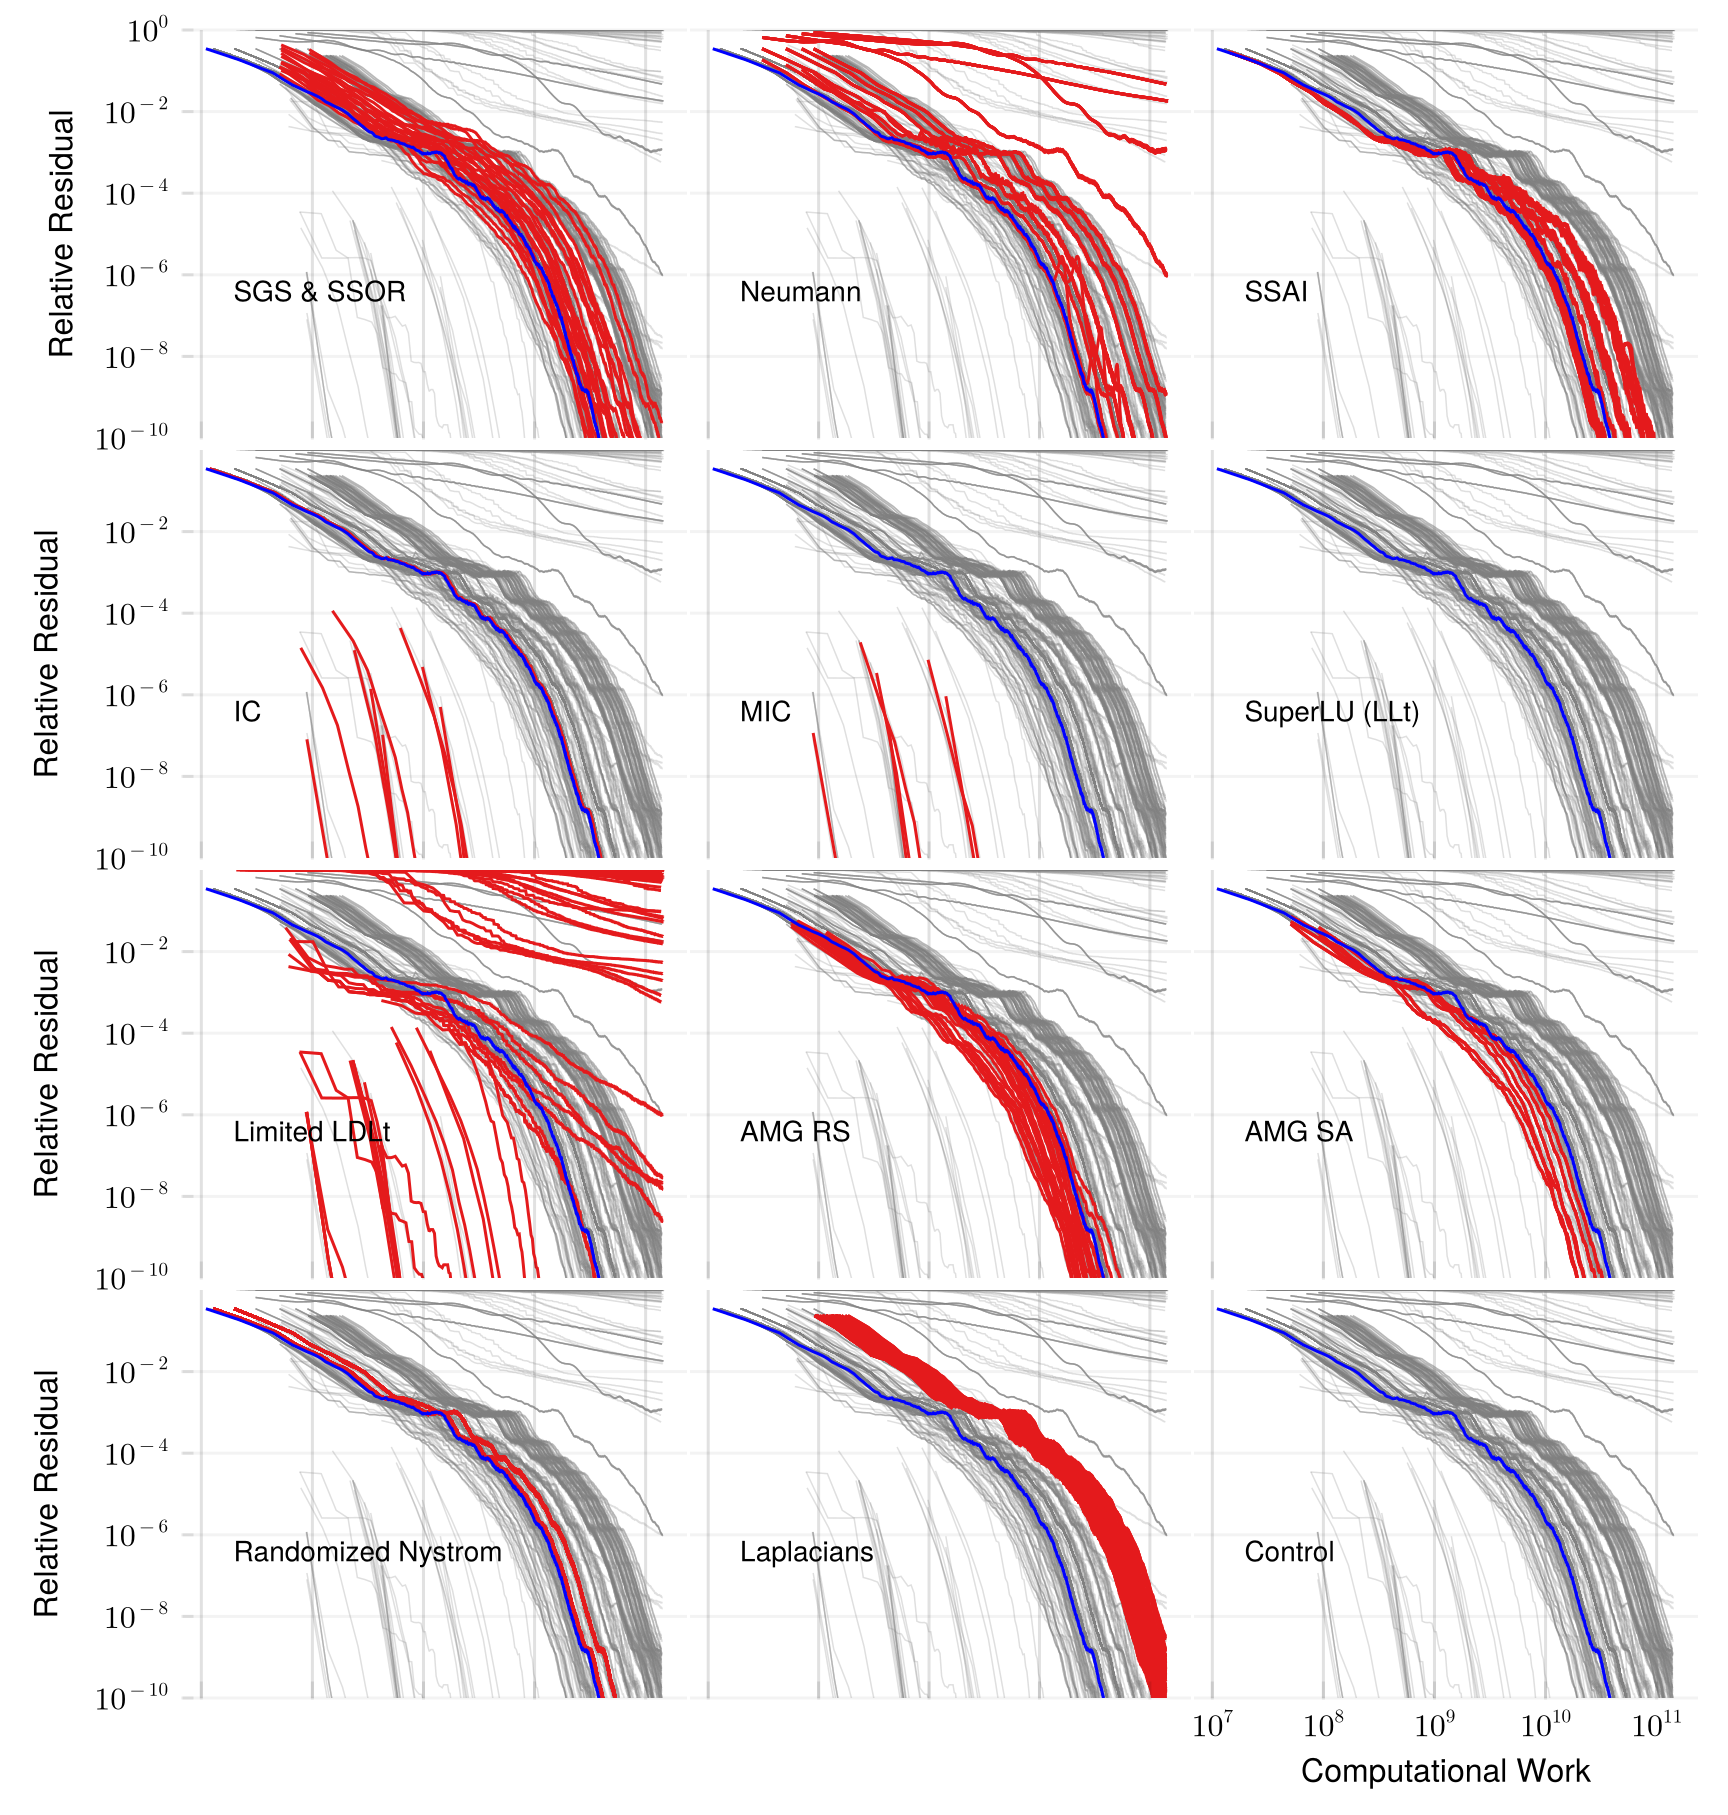 10^0
10^−2
10^−4
10^−6
10^−8
10^−10
Relative Residual
SGS & SSOR
Neumann
SSAI
10^−2
10^−4
10^−6
10^−8
10^−10
Relative Residual
IC
MIC
SuperLU (LLt)
10^−2
10^−4
10^−6
10^−8
10^−10
Relative Residual
Limited LDLt
AMG RS
AMG SA
10^−2
10^−4
10^−6
10^−8
10^−10
Relative Residual
Randomized Nystrom
Laplacians
Control
10^7 10^8 10^9 10^10 10^11
Computational Work